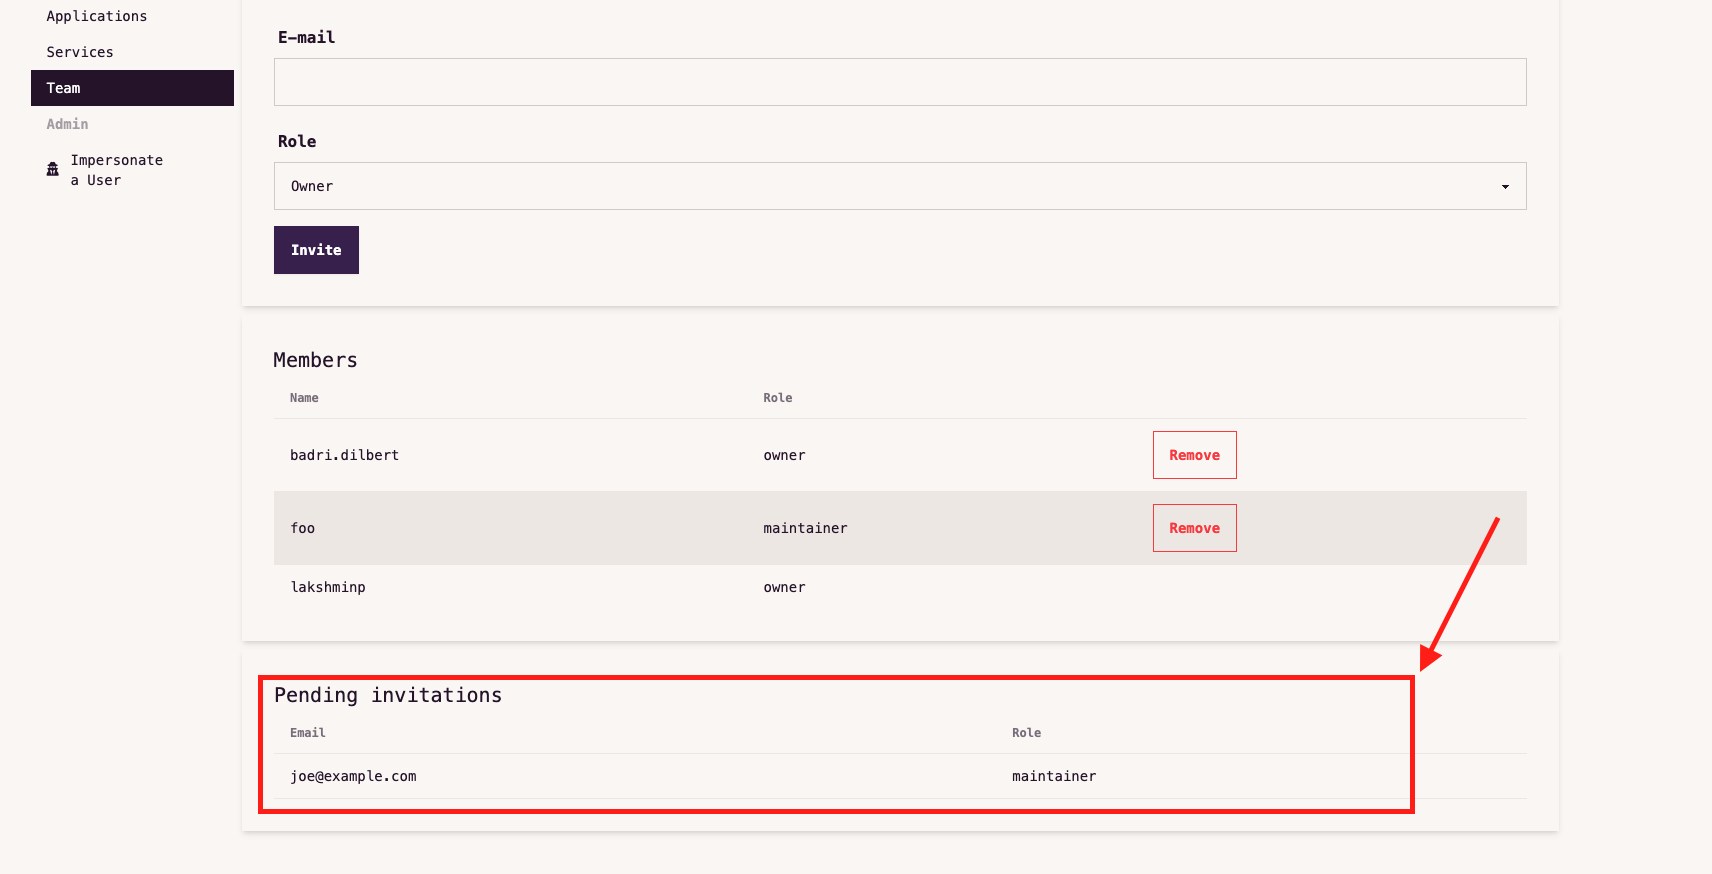 Applications
Services
Team
Admin
Impersonate
a User
E-mail
Role
Owner
Invite
Members
Name Role
badri.dilbert owner Remove
foo maintainer Remove
lakshminp owner
Pending invitations
Email Role
joe@example.com maintainer